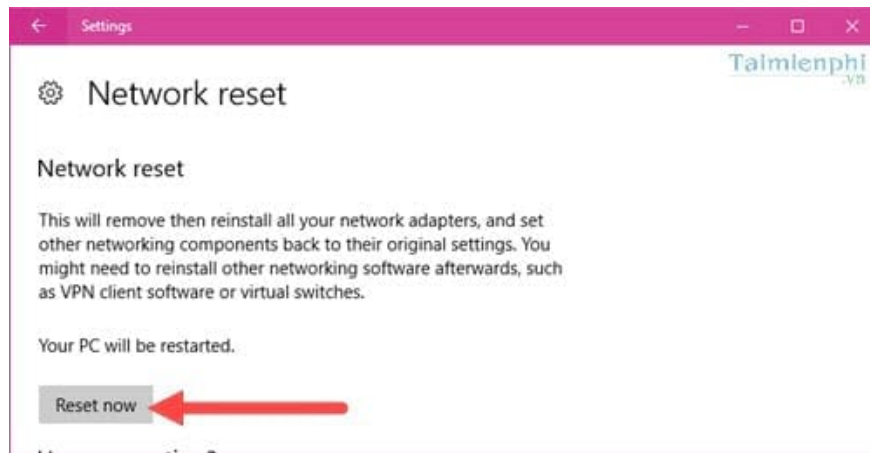 Settings
Taimienphi
.vn
Network reset
Network reset
This will remove then reinstall all your network adapters, and set
other networking components back to their original settings. You
might need to reinstall other networking software afterwards, such
as VPN client software or virtual switches.
Your PC will be restarted.
Reset now